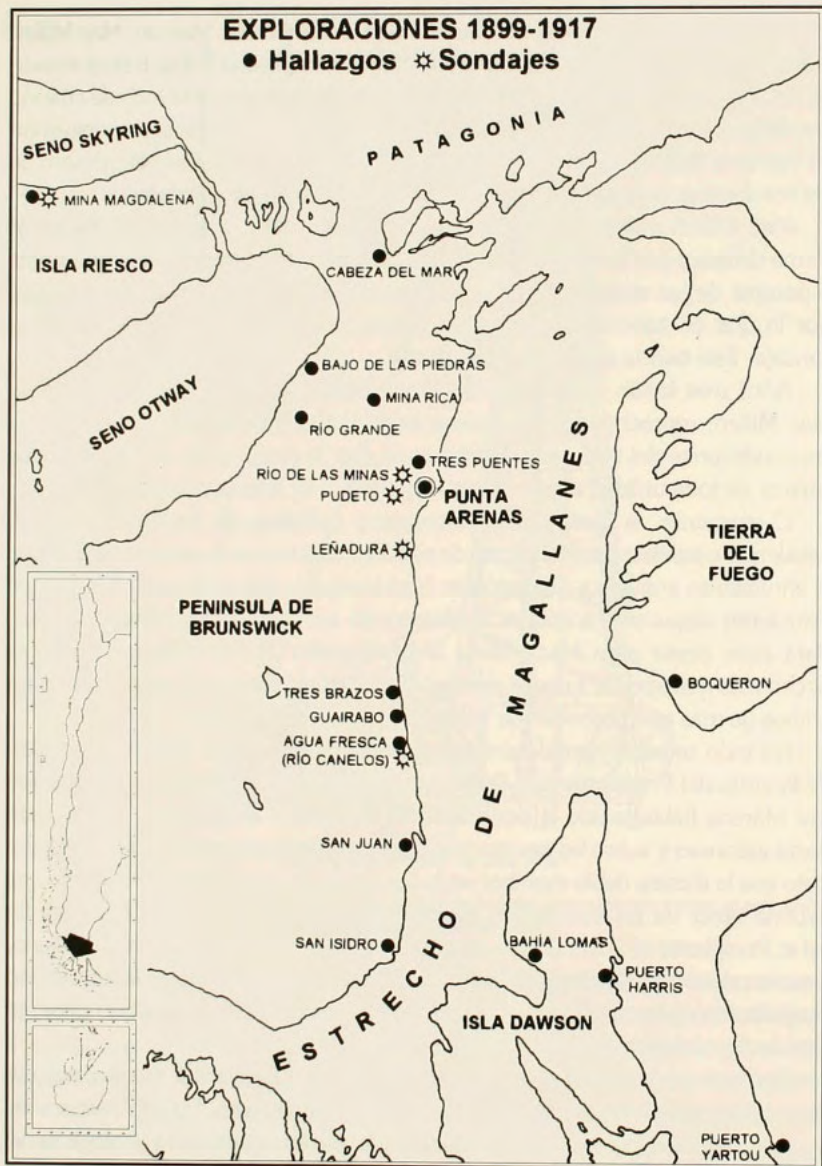 EXPLORACIONES 1899-1917
● Hallazgos ☼ Sondajes
SENO SKYRING
PATAGONIA
MINA MAGDALENA
ISLA RIESCO
CABEZA DEL MAR
BAJO DE LAS PIEDRAS
SENO OTWAY
MINA RICA
RÍO GRANDE
TRES PUENTES
RÍO DE LAS MINAS
PUDETO
PUNTA
ARENAS
LEÑADURA
TIERRA
DEL
FUEGO
PENINSULA DE
BRUNSWICK
BOQUERON
TRES BRAZOS
GUAIRABO
AGUA FRESCA
(RÍO CANELOS)
SAN JUAN
SAN ISIDRO
ESTRECHO DE MAGALLANES
BAHÍA LOMAS
PUERTO
HARRIS
ISLA DAWSON
PUERTO
YARTOU